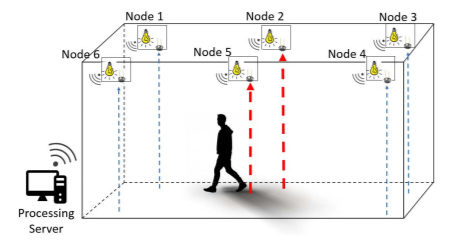 Node 1
Node 2
Node 3
Node 6
Node 5
Node 4
Processing
Server